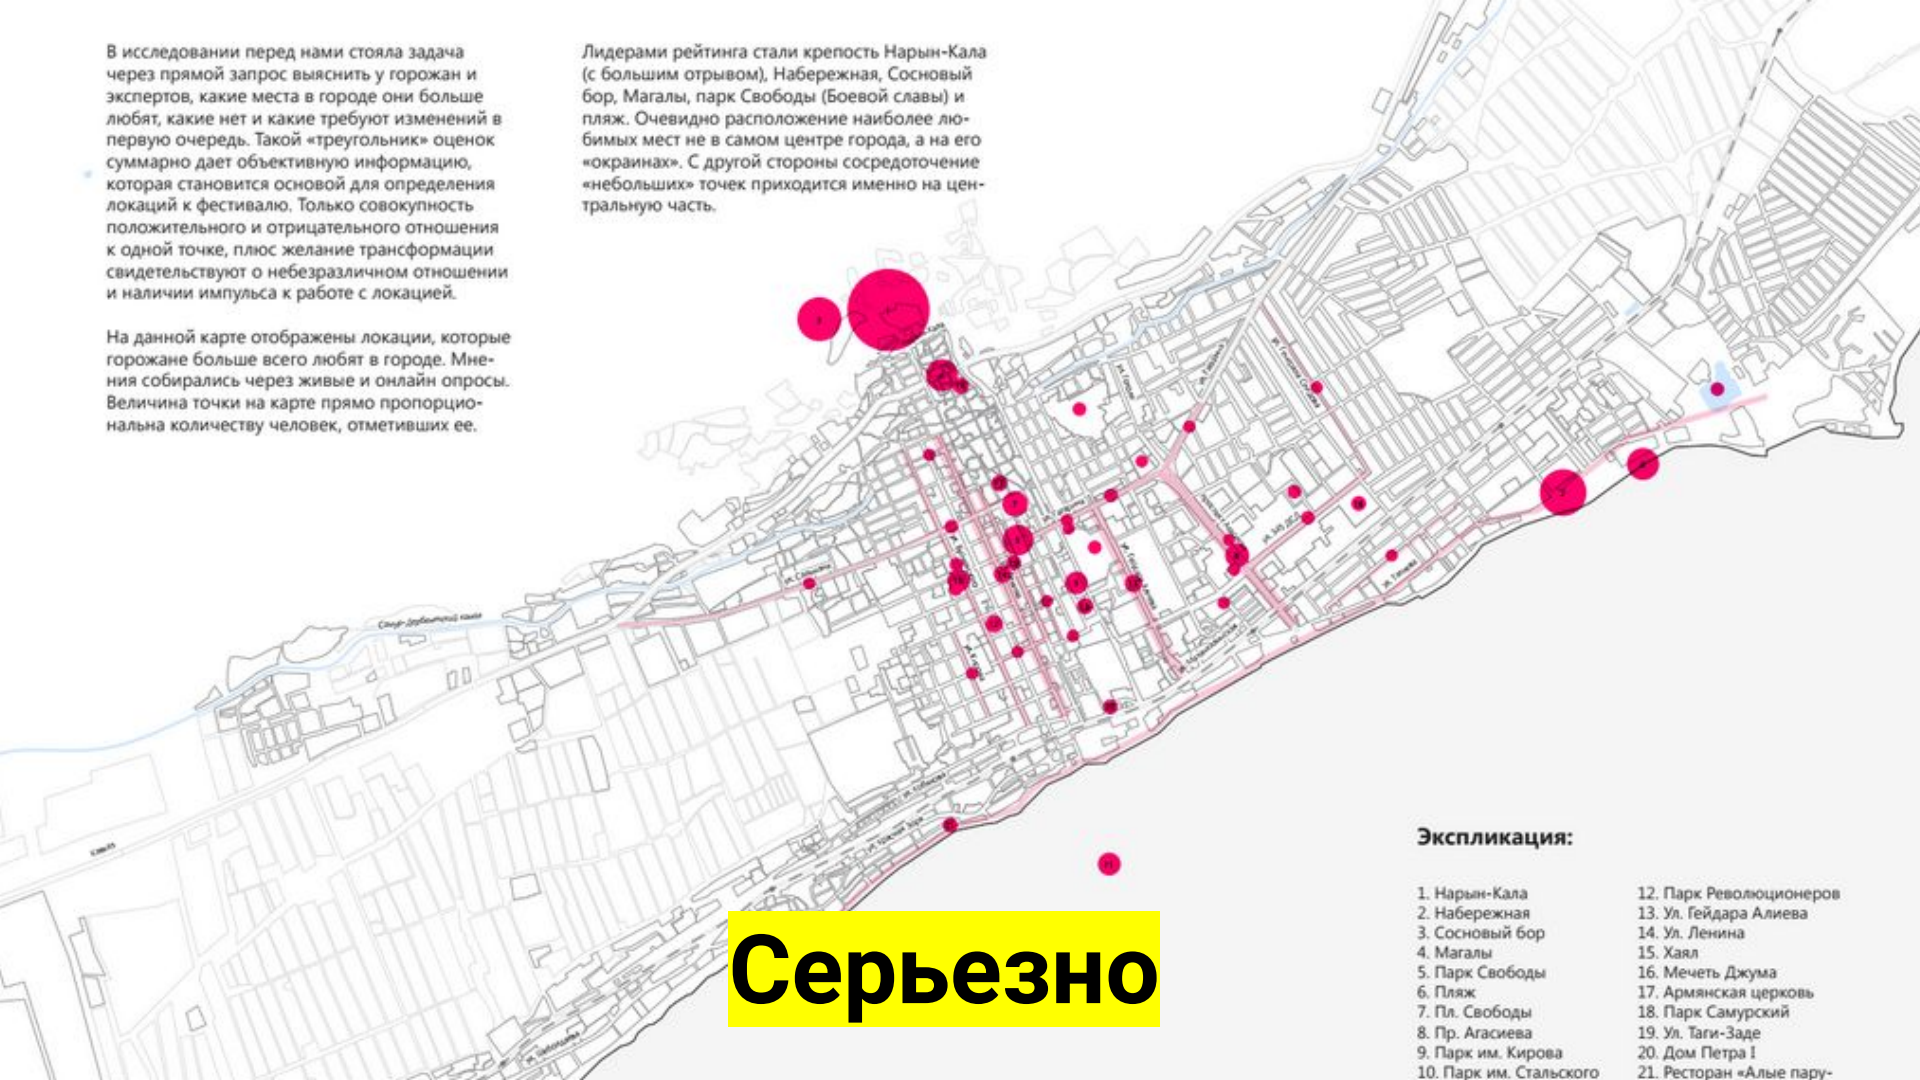 В исследовании перед нами стояла задача
через прямой запрос выяснить у горожан и
экспертов, какие места в городе они больше
любят, какие нет и какие требуют изменений в
первую очередь. Такой «треугольник» оценок
суммарно дает объективную информацию,
которая становится основой для определения
локаций к фестивалю. Только совокупность
положительного и отрицательного отношения
к одной точке, плюс желание трансформации
свидетельствуют о небезразличном отношении
и наличии импульса к работе с локацией.
На данной карте отображены локации, которые
горожане больше всего любят в городе. Мне-
ния собирались через живые и онлайн опросы.
Величина точки на карте прямо пропорцио-
нальна количеству человек, отметивших ее.
Лидерами рейтинга стали крепость Нарын-Кала
(с большим отрывом), Набережная, Сосновый
бор, Магалы, парк Свободы (Боевой славы) и
пляж. Очевидно расположение наиболее лю-
бимых мест не в самом центре города, а на его
«окраинах». С другой стороны сосредоточение
«небольших» точек приходится именно на цен-
тральную часть.
Экспликация:
1. Нарын-Кала
2. Набережная
3. Сосновый бор
4. Магалы
5. Парк Свободы
6. Пляж
7. Пл. Свободы
8. Пр. Агасиева
9. Парк им. Кирова
10. Парк им. Стальского
12. Парк Революционеров
13. Ул. Гейдара Алиева
14. Ул. Ленина
15. Хаял
16. Мечеть Джума
17. Армянская церковь
18. Парк Самурский
19. Ул. Таги-Заде
20. Дом Петра I
21. Ресторан «Алые пару-
Серьезно